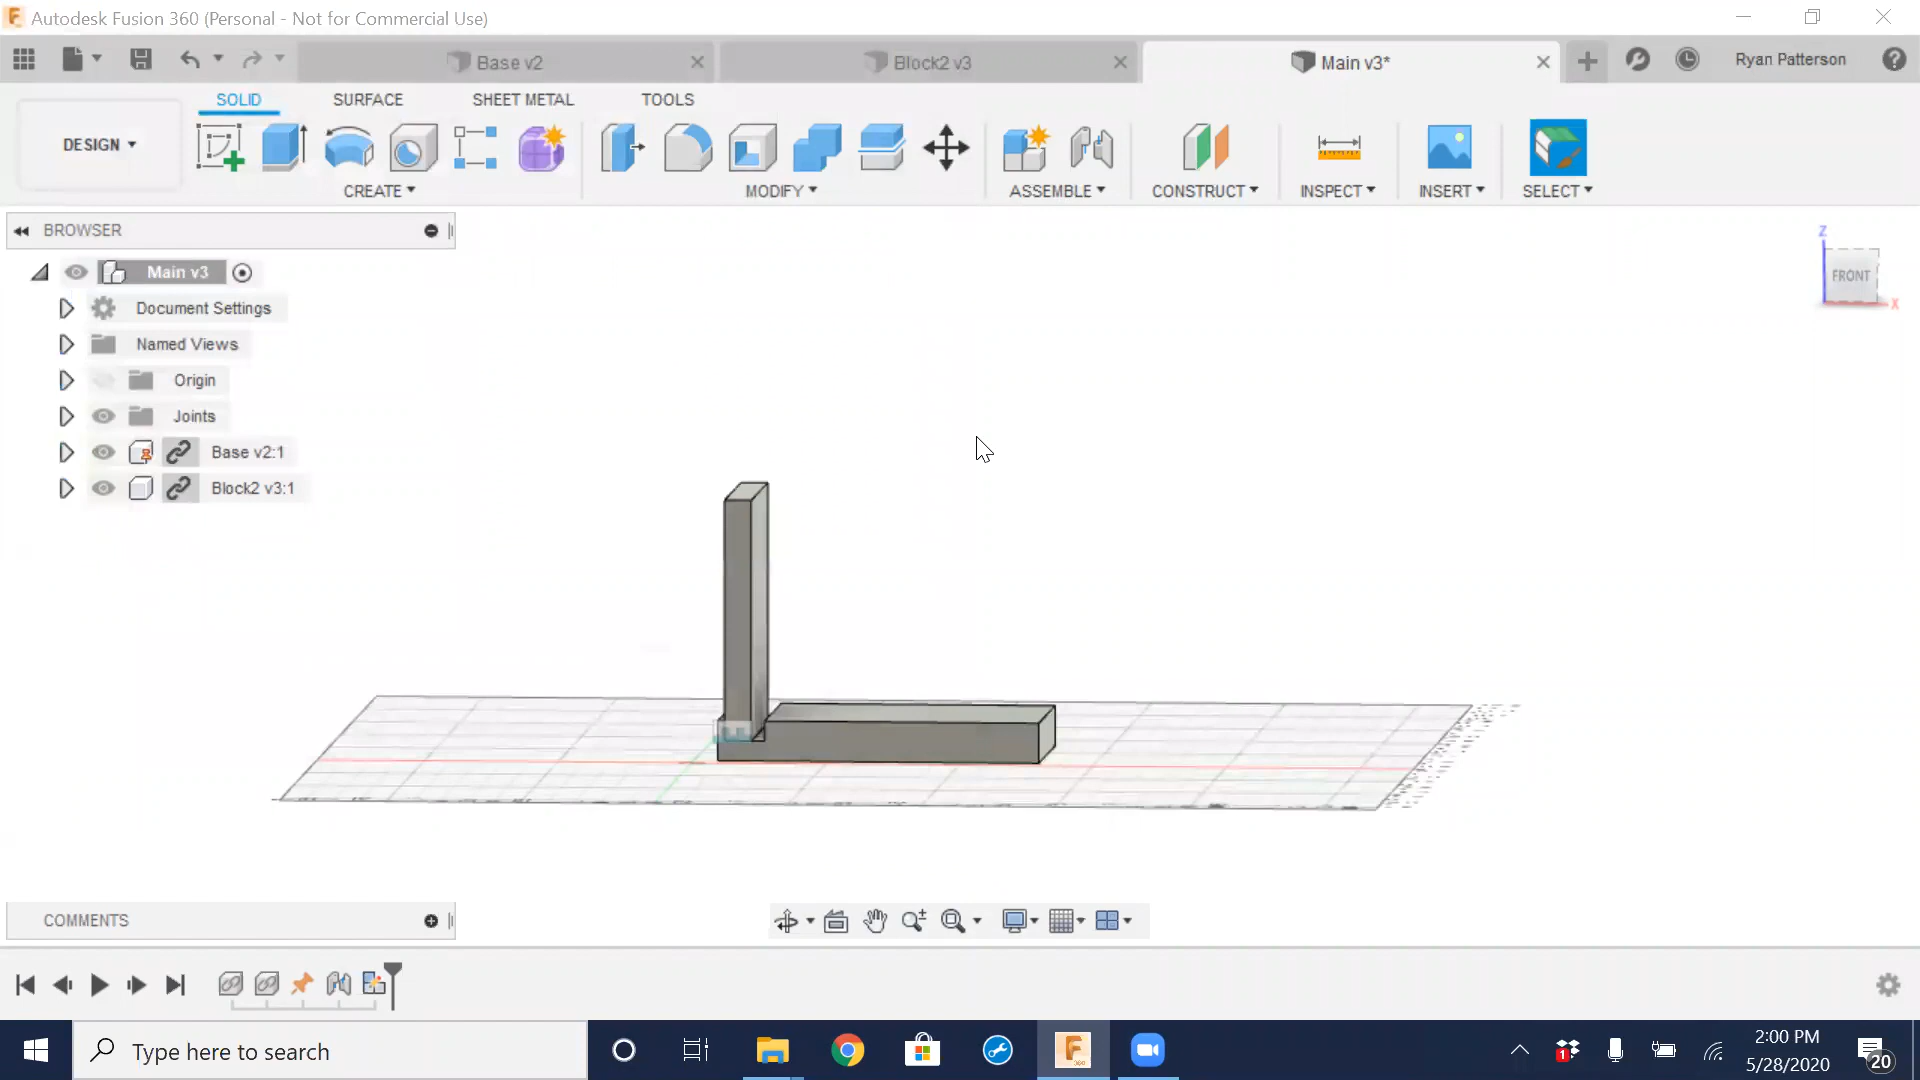 Autodesk Fusion 360 (Personal - Not for Commercial Use)
Base v2
Block2 v3
Main v3*
Ryan Patterson
SOLID
SURFACE
SHEET METAL
TOOLS
DESIGN
CREATE
MODIFY
ASSEMBLE
CONSTRUCT
INSPECT
INSERT
SELECT
BROWSER
Main v3
Document Settings
Named Views
Origin
Joints
Base v2:1
Block2 v3:1
Z
FRONT
X
COMMENTS
Type here to search
F
360
1
2:00 PM
5/28/2020
20